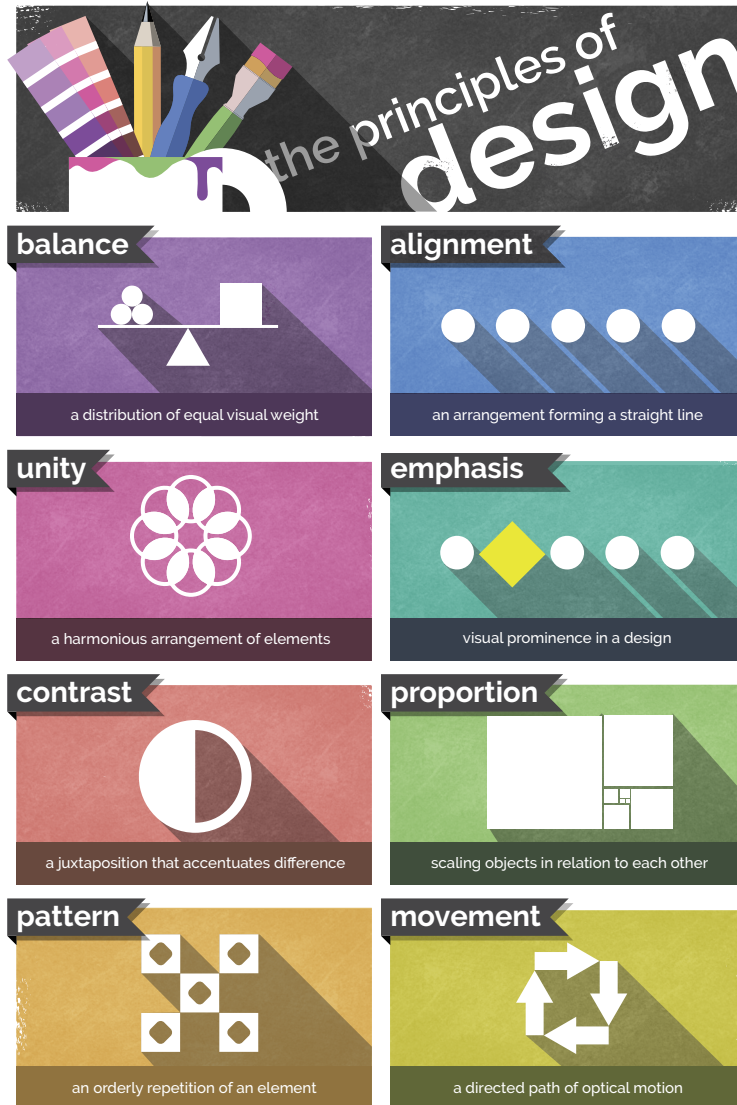 the principles of
design
balance
a distribution of equal visual weight
alignment
an arrangement forming a straight line
unity
a harmonious arrangement of elements
emphasis
visual prominence in a design
contrast
a juxtaposition that accentuates difference
proportion
scaling objects in relation to each other
pattern
an orderly repetition of an element
movement
a directed path of optical motion